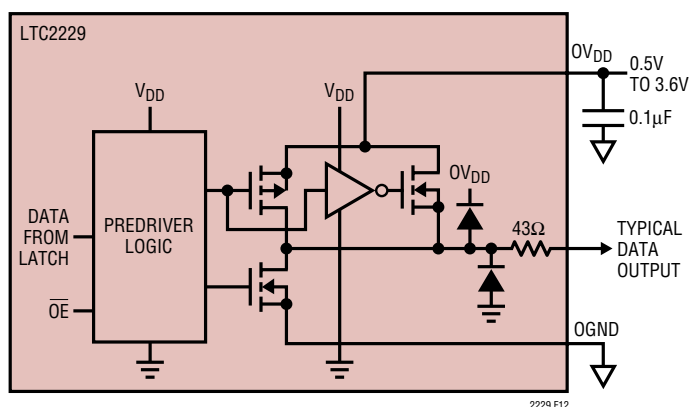 LTC2229
OVDD
0.5V
TO 3.6V
0.1µF
VDD
VDD
OVDD
DATA
FROM
LATCH
PREDRIVER
LOGIC
43Ω
TYPICAL
DATA
OUTPUT
O̅E̅
OGND
2229 F12